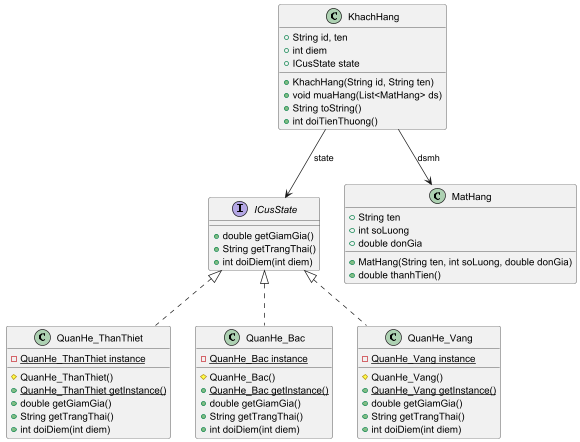 C KhachHang
String id, ten
int diem
ICusState state
KhachHang(String id, String ten)
void muaHang(List<MatHang> ds)
String toString()
int doiTienThuong()
state
dsmh
I ICusState
double getGiamGia()
String getTrangThai()
int doiDiem(int diem)
C MatHang
String ten
int soLuong
double donGia
MatHang(String ten, int soLuong, double donGia)
double thanhTien()
C QuanHe_ThanThiet
QuanHe_ThanThiet instance
QuanHe_ThanThiet()
QuanHe_ThanThiet getInstance()
double getGiamGia()
String getTrangThai()
int doiDiem(int diem)
C QuanHe_Bac
QuanHe_Bac instance
QuanHe_Bac()
QuanHe_Bac getInstance()
double getGiamGia()
String getTrangThai()
int doiDiem(int diem)
C QuanHe_Vang
QuanHe_Vang instance
QuanHe_Vang()
QuanHe_Vang getInstance()
double getGiamGia()
String getTrangThai()
int doiDiem(int diem)